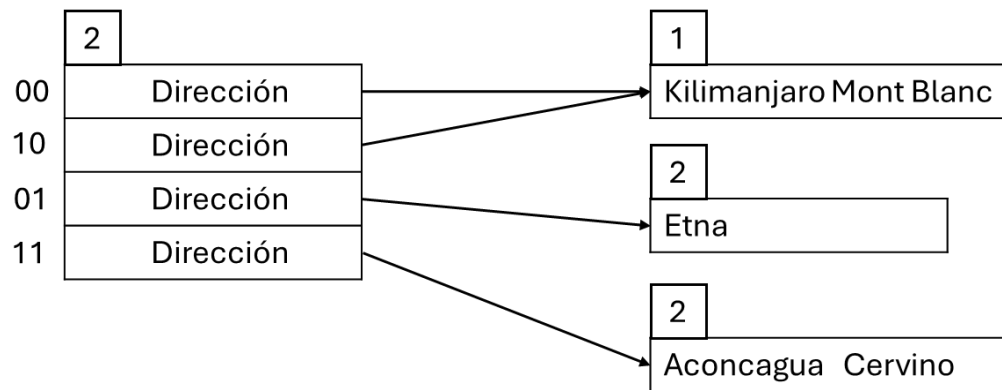 2
00 Dirección
10 Dirección
01 Dirección
11 Dirección
1
Kilimanjaro Mont Blanc
2
Etna
2
Aconcagua Cervino